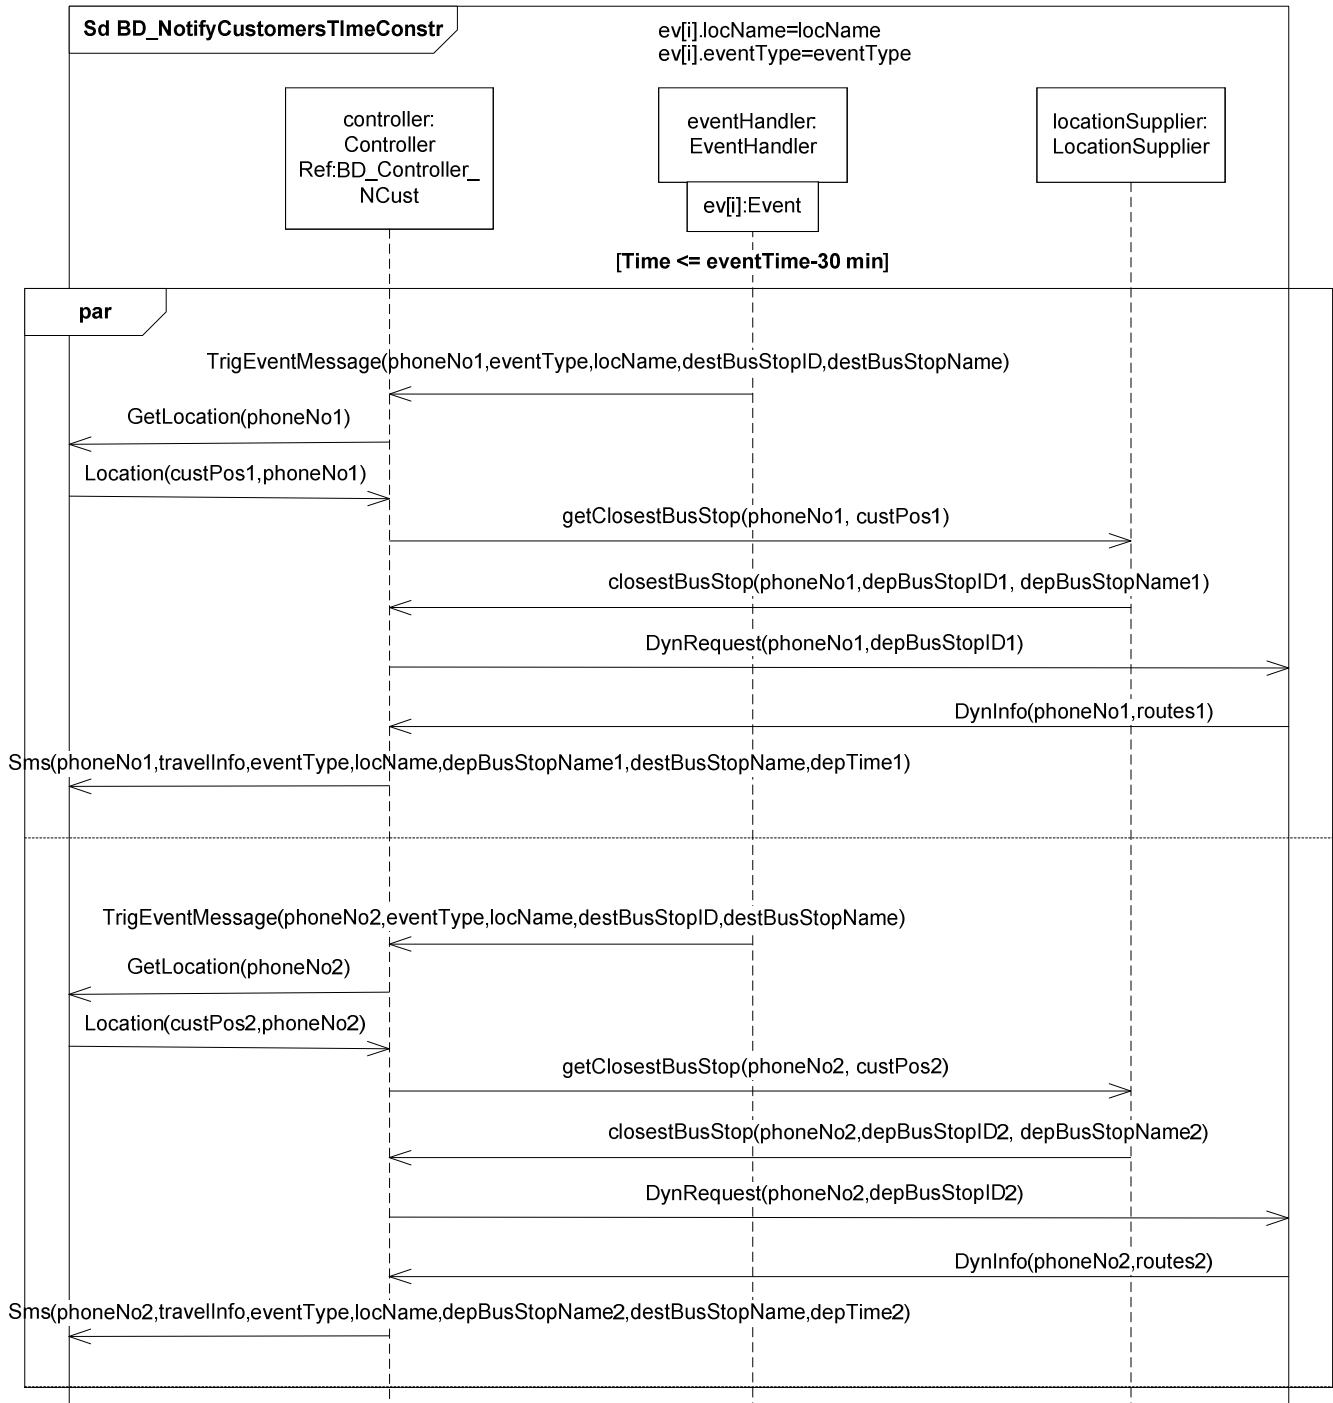 Sd BD_NotifyCustomersTImeConstr
ev[i].locName=locName
ev[i].eventType=eventType
controller:
Controller
Ref:BD_Controller_
NCust
eventHandler:
EventHandler
ev[i]:Event
locationSupplier:
LocationSupplier
[Time <= eventTime-30 min]
par
TrigEventMessage(phoneNo1,eventType,locName,destBusStopID,destBusStopName)
GetLocation(phoneNo1)
Location(custPos1,phoneNo1)
getClosestBusStop(phoneNo1, custPos1)
closestBusStop(phoneNo1,depBusStopID1, depBusStopName1)
DynRequest(phoneNo1,depBusStopID1)
DynInfo(phoneNo1,routes1)
Sms(phoneNo1,travelInfo,eventType,locName,depBusStopName1,destBusStopName,depTime1)
TrigEventMessage(phoneNo2,eventType,locName,destBusStopID,destBusStopName)
GetLocation(phoneNo2)
Location(custPos2,phoneNo2)
getClosestBusStop(phoneNo2, custPos2)
closestBusStop(phoneNo2,depBusStopID2, depBusStopName2)
DynRequest(phoneNo2,depBusStopID2)
DynInfo(phoneNo2,routes2)
Sms(phoneNo2,travelInfo,eventType,locName,depBusStopName2,destBusStopName,depTime2)